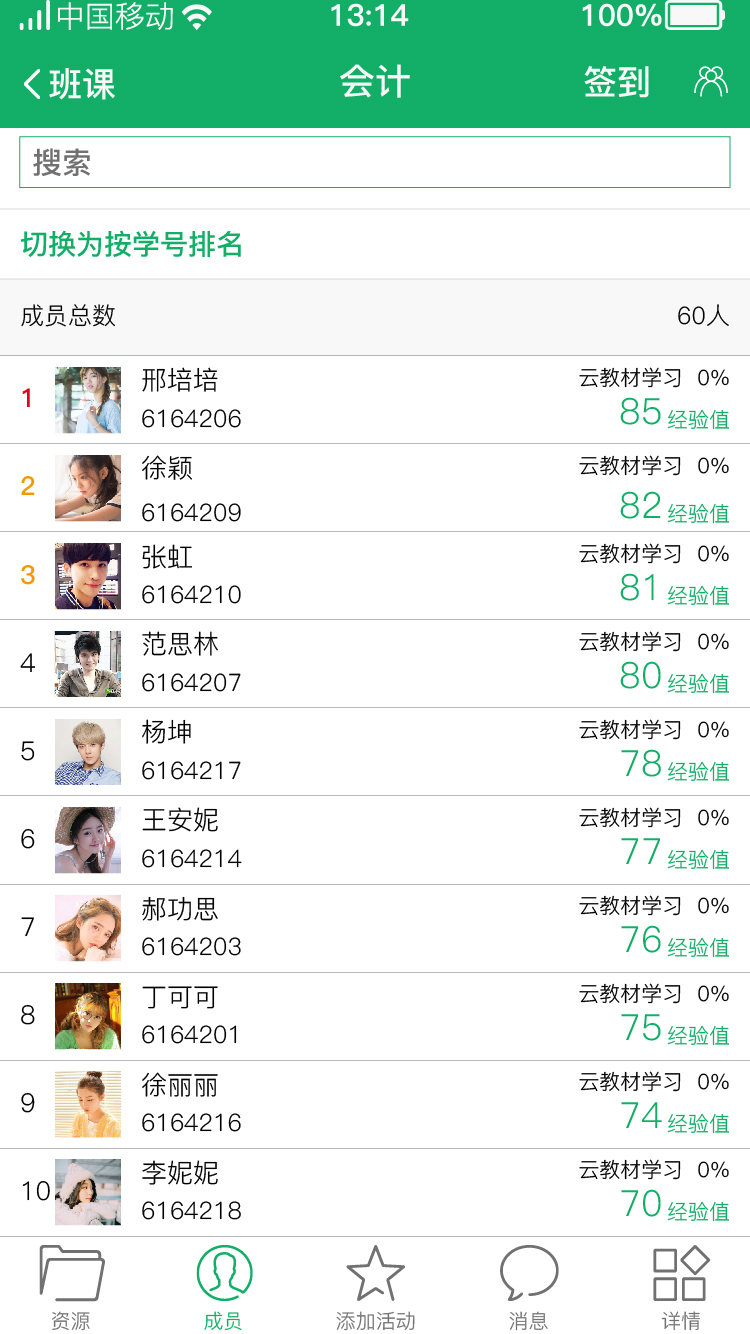 中国移动 13:14 100%
班课 会计 签到
搜索
切换为按学号排名
成员总数 60人
1 邢培培 云教材学习 0%
6164206 85 经验值
2 徐颖 云教材学习 0%
6164209 82 经验值
3 张虹 云教材学习 0%
6164210 81 经验值
4 范思林 云教材学习 0%
6164207 80 经验值
5 杨坤 云教材学习 0%
6164217 78 经验值
6 王安妮 云教材学习 0%
6164214 77 经验值
7 郝功思 云教材学习 0%
6164203 76 经验值
8 丁可可 云教材学习 0%
6164201 75 经验值
9 徐丽丽 云教材学习 0%
6164216 74 经验值
10 李妮妮 云教材学习 0%
6164218 70 经验值
资源 成员 添加活动 消息 详情